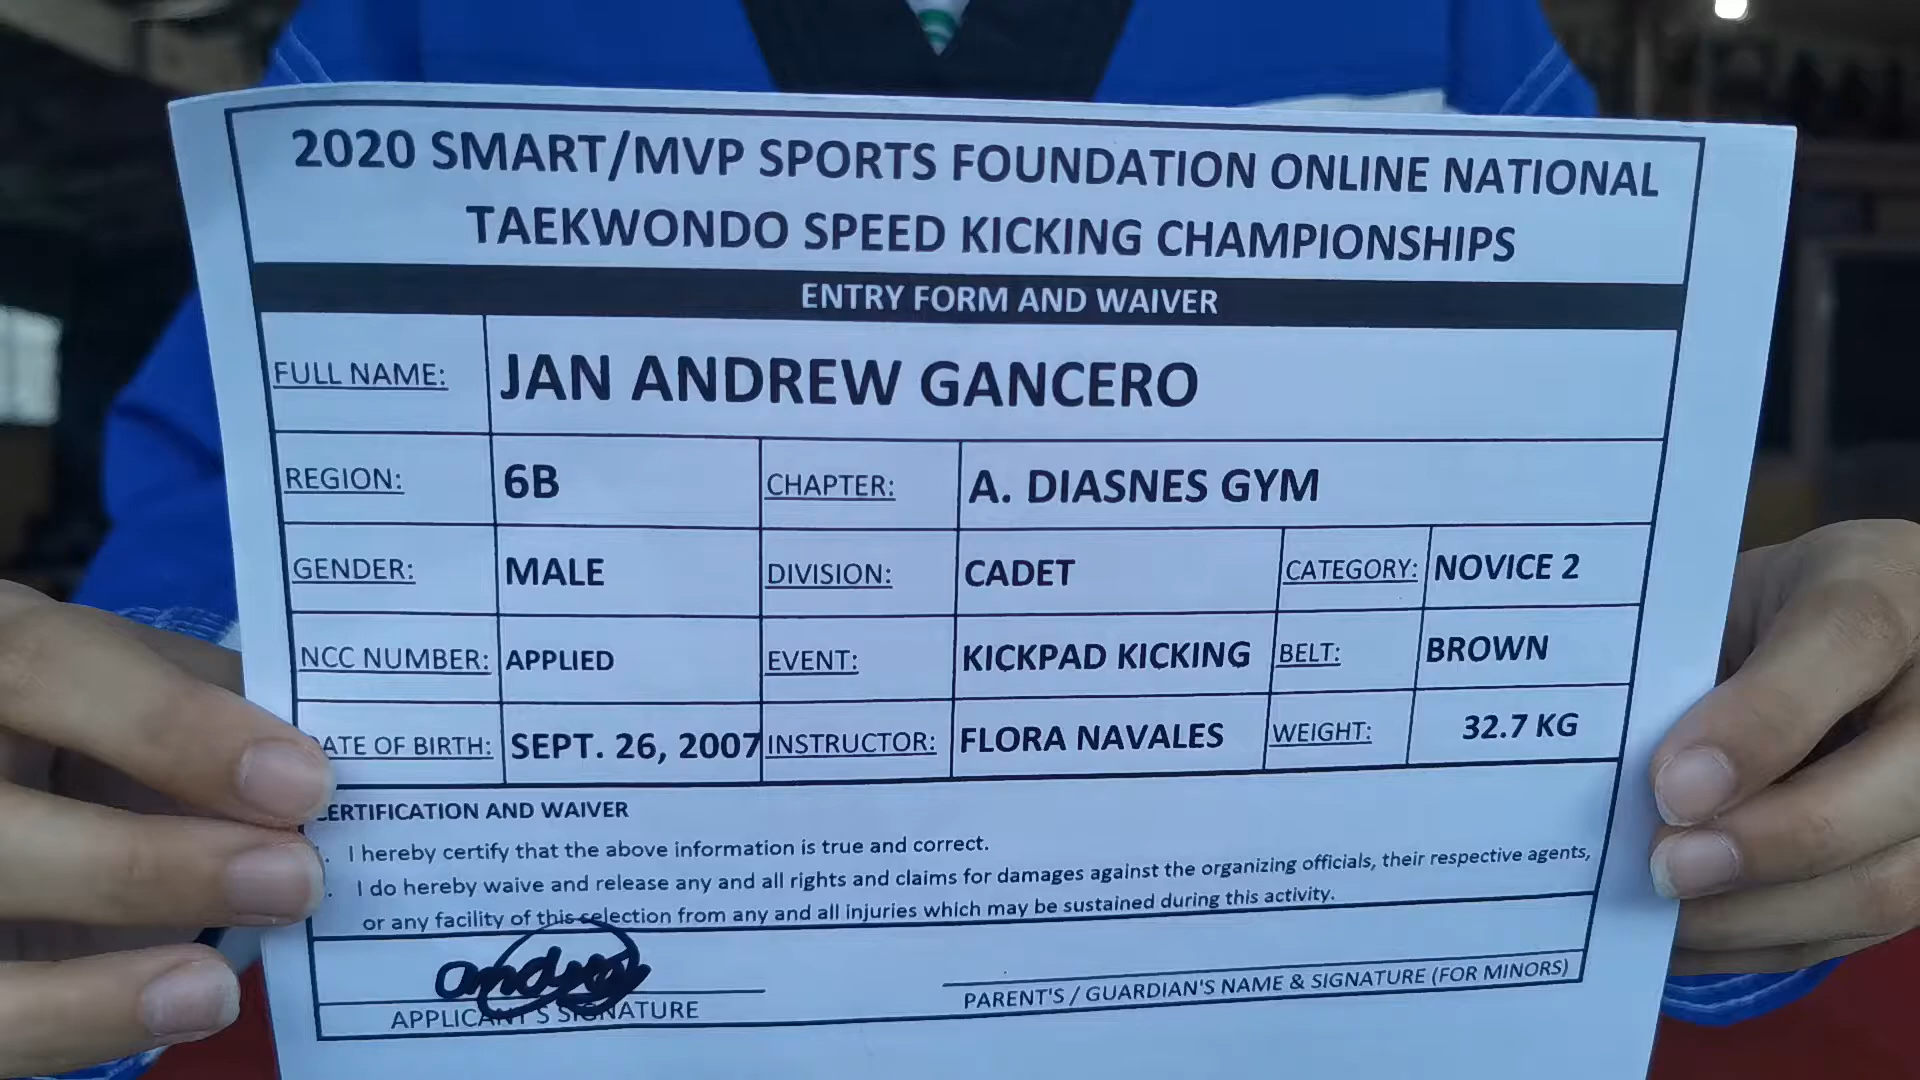 2020 SMART/MVP SPORTS FOUNDATION ONLINE NATIONAL
TAEKWONDO SPEED KICKING CHAMPIONSHIPS
ENTRY FORM AND WAIVER
FULL NAME: JAN ANDREW GANCERO
REGION: 6B CHAPTER: A. DIASNES GYM
GENDER: MALE DIVISION: CADET CATEGORY: NOVICE 2
NCC NUMBER: APPLIED EVENT: KICKPAD KICKING BELT: BROWN
ATE OF BIRTH: SEPT. 26, 2007 INSTRUCTOR: FLORA NAVALES WEIGHT: 32.7 KG
ERTIFICATION AND WAIVER
. I hereby certify that the above information is true and correct.
. I do hereby waive and release any and all rights and claims for damages against the organizing officials, their respective agents,
or any facility of this selection from any and all injuries which may be sustained during this activity.
APPLICANT'S SIGNATURE PARENT'S / GUARDIAN'S NAME & SIGNATURE (FOR MINORS)